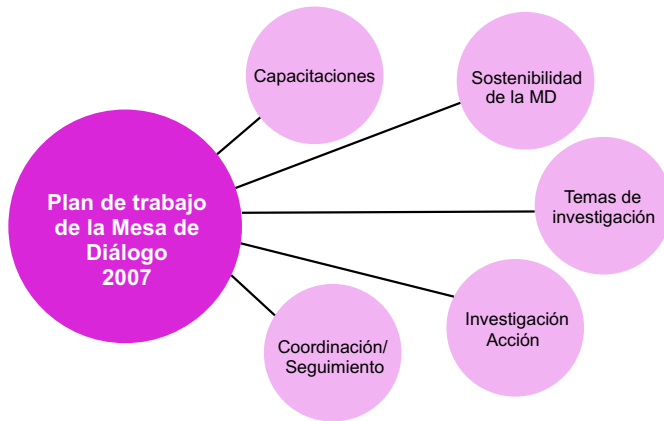 Plan de trabajo
de la Mesa de
Diálogo
2007
Capacitaciones
Sostenibilidad
de la MD
Temas de
investigación
Investigación
Acción
Coordinación/
Seguimiento